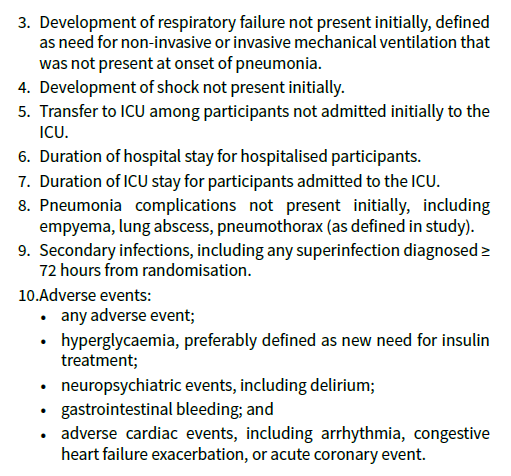 3. Development of respiratory failure not present initially, defined
as need for non-invasive or invasive mechanical ventilation that
was not present at onset of pneumonia.
4. Development of shock not present initially.
5. Transfer to ICU among participants not admitted initially to the
ICU.
6. Duration of hospital stay for hospitalised participants.
7. Duration of ICU stay for participants admitted to the ICU.
8. Pneumonia complications not present initially, including
empyema, lung abscess, pneumothorax (as defined in study).
9. Secondary infections, including any superinfection diagnosed ≥
72 hours from randomisation.
10.Adverse events:
• any adverse event;
• hyperglycaemia, preferably defined as new need for insulin
treatment;
• neuropsychiatric events, including delirium;
• gastrointestinal bleeding; and
• adverse cardiac events, including arrhythmia, congestive
heart failure exacerbation, or acute coronary event.